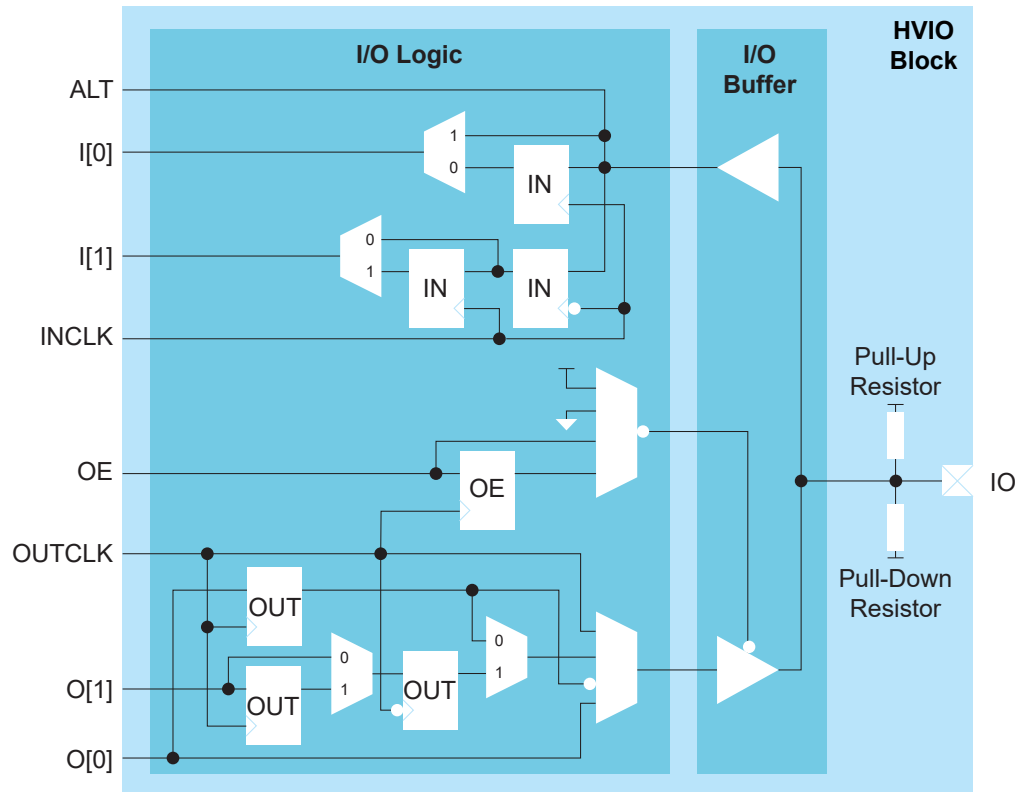 HVIO
Block
I/O Logic
I/O
Buffer
ALT
I[0]
1
0
IN
I[1]
0
1
IN
IN
INCLK
Pull-Up
Resistor
OE
OE
IO
OUTCLK
Pull-Down
Resistor
OUT
0
1
0
1
OUT
O[1]
OUT
O[0]